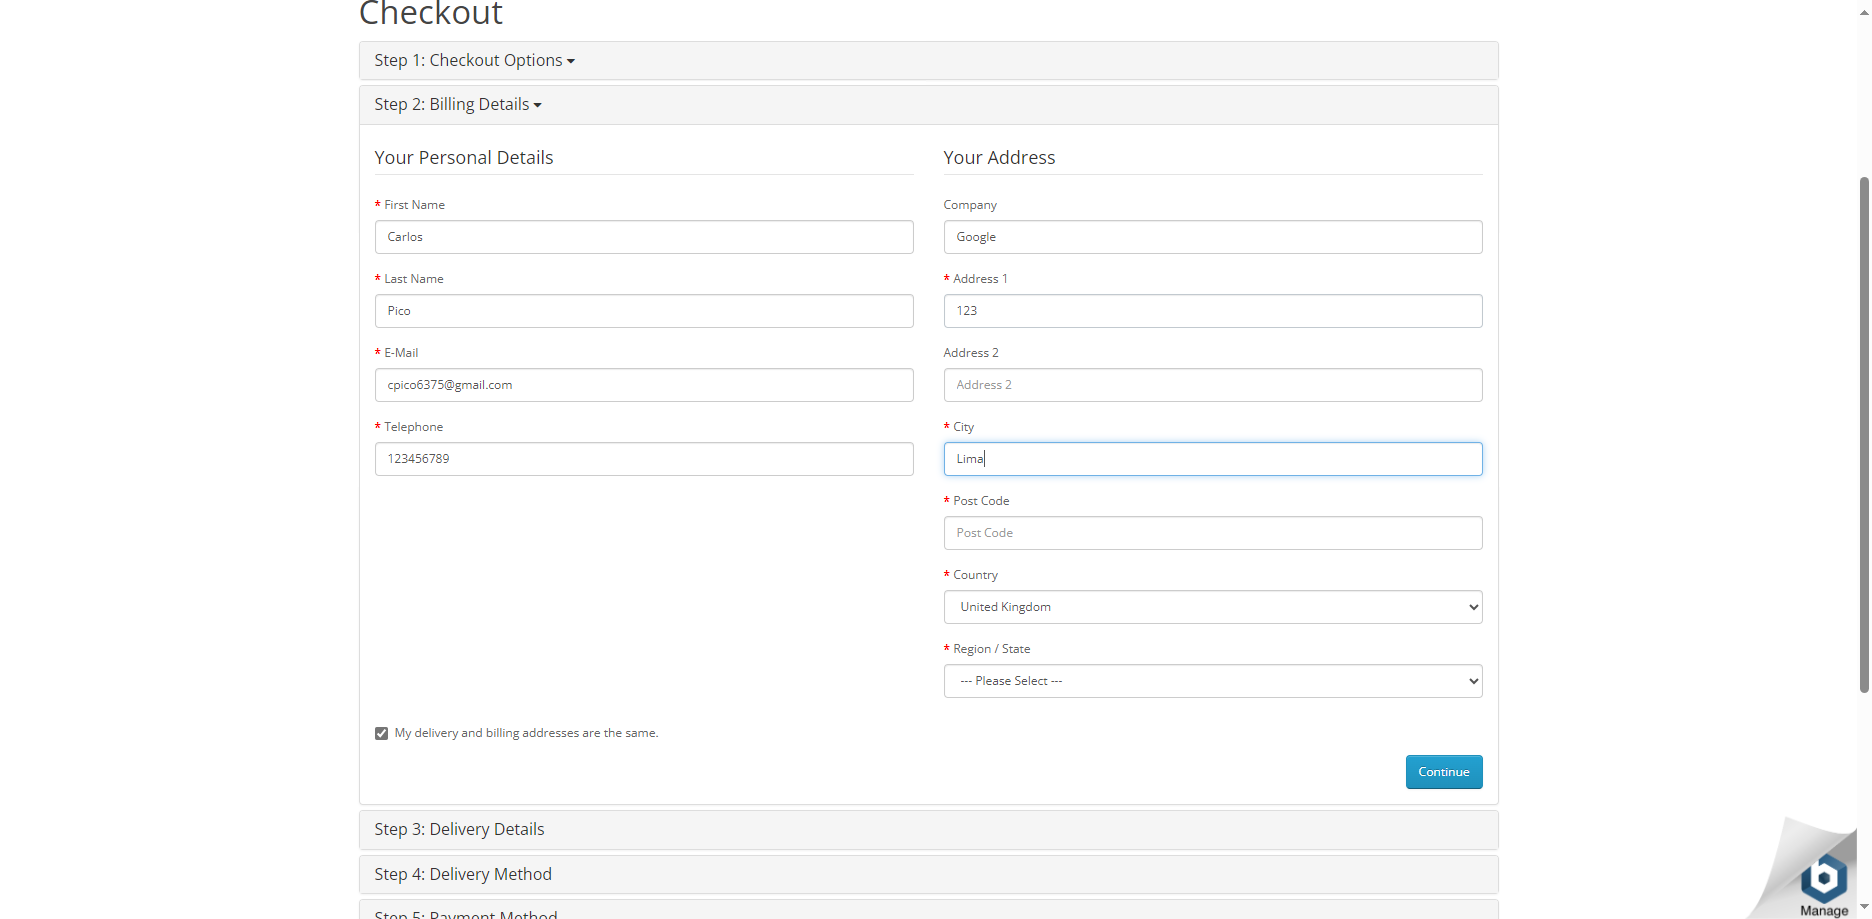 Checkout
Step 1: Checkout Options
Step 2: Billing Details
Your Personal Details
* First Name
Carlos
* Last Name
Pico
* E-Mail
cpico6375@gmail.com
* Telephone
123456789
Your Address
Company
Google
* Address 1
123
Address 2
Address 2
* City
Lima
* Post Code
Post Code
* Country
United Kingdom
* Region / State
--- Please Select ---
My delivery and billing addresses are the same.
Continue
Step 3: Delivery Details
Step 4: Delivery Method
Step 5: Payment Method
Manage